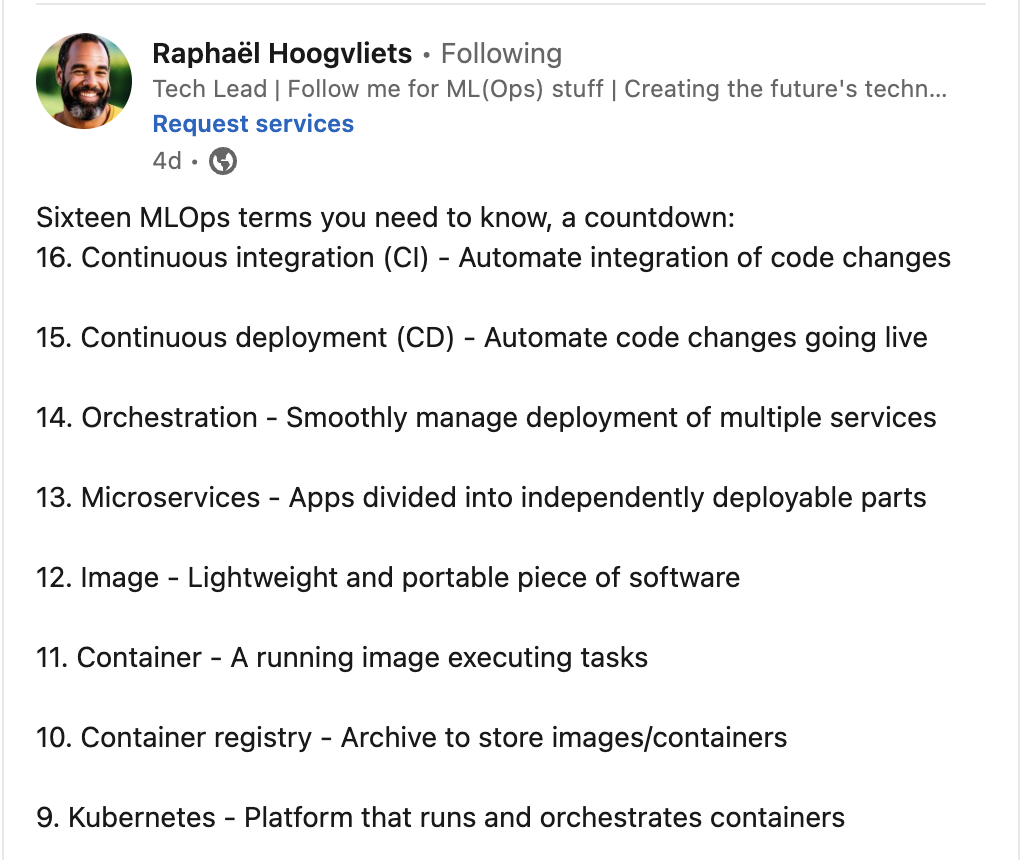 Raphaël Hoogvliets • Following
Tech Lead | Follow me for ML(Ops) stuff | Creating the future's techn...
Request services
4d •
Sixteen MLOps terms you need to know, a countdown:
16. Continuous integration (CI) - Automate integration of code changes
15. Continuous deployment (CD) - Automate code changes going live
14. Orchestration - Smoothly manage deployment of multiple services
13. Microservices - Apps divided into independently deployable parts
12. Image - Lightweight and portable piece of software
11. Container - A running image executing tasks
10. Container registry - Archive to store images/containers
9. Kubernetes - Platform that runs and orchestrates containers